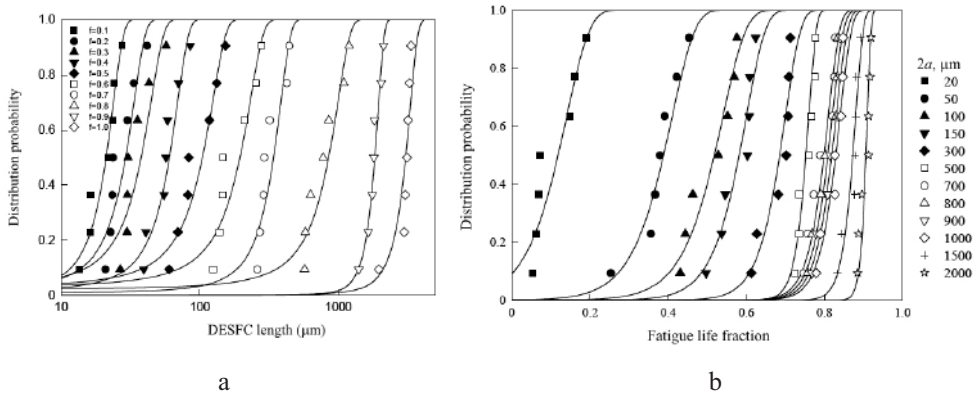 1.0
0.8
0.6
0.4
0.2
0
Distribution probability
f=0.1
f=0.2
f=0.3
f=0.4
f=0.5
f=0.6
f=0.7
f=0.8
f=0.9
f=1.0
10 100 1000
DESFC length (μm)
a
1.0
0.8
0.6
0.4
0.2
0
Distribution probability
0 0.2 0.4 0.6 0.8 1.0
Fatigue life fraction
b
2a, μm
20
50
100
150
300
500
700
800
900
1000
1500
2000